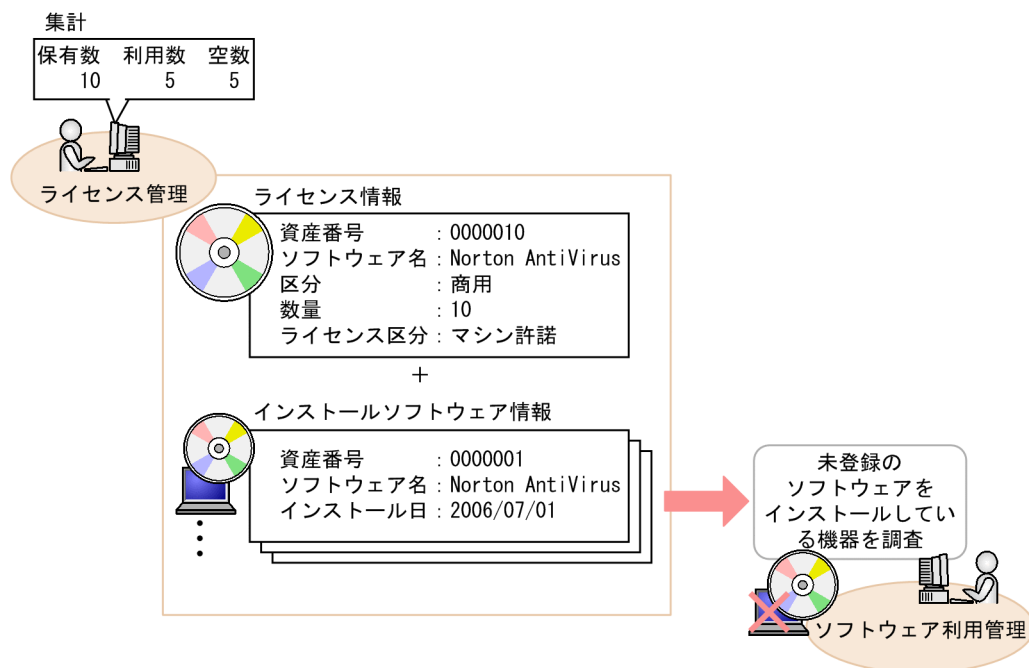 集計
保有数 利用数 空数
10 5 5
ライセンス管理
ライセンス情報
資産番号 : 0000010
ソフトウェア名 : Norton AntiVirus
区分 : 商用
数量 : 10
ライセンス区分 : マシン許諾
+
インストールソフトウェア情報
資産番号 : 0000001
ソフトウェア名 : Norton AntiVirus
インストール日 : 2006/07/01
未登録の
ソフトウェアを
インストールしてい
る機器を調査
ソフトウェア利用管理